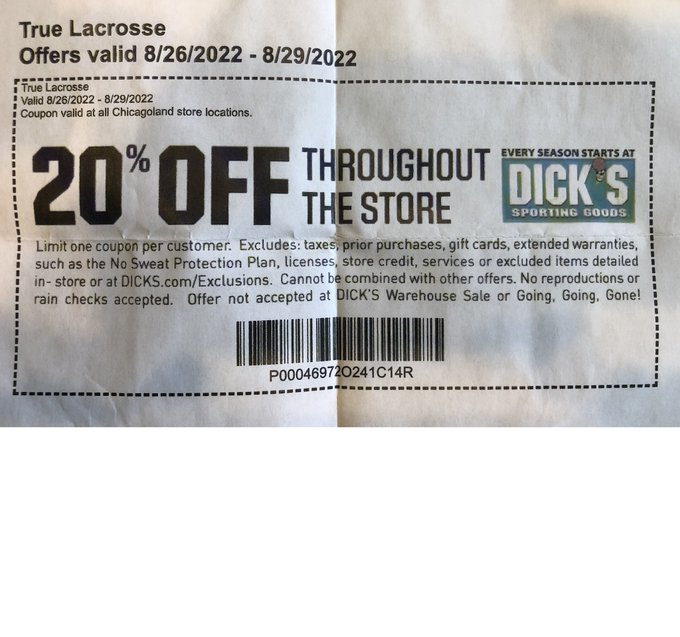 True Lacrosse
Offers valid 8/26/2022 - 8/29/2022
True Lacrosse
Valid 8/26/2022 - 8/29/2022
Coupon valid at all Chicagoland store locations.
20% OFF THROUGHOUT
THE STORE
EVERY SEASON STARTS AT
DICK'S
SPORTING GOODS
Limit one coupon per customer. Excludes: taxes, prior purchases, gift cards, extended warranties,
such as the No Sweat Protection Plan, licenses, store credit, services or excluded items detailed
in- store or at DICKS.com/Exclusions. Cannot be combined with other offers. No reproductions or
rain checks accepted. Offer not accepted at DICK'S Warehouse Sale or Going, Going, Gone!
P00046972O241C14R